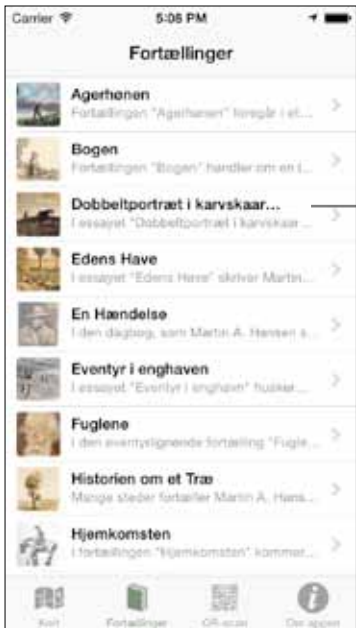 Carrier 5:08 PM
Fortællinger
Agerhønen
Fortællingen "Agerhønen" foregår i et...
Bogen
Fortællingen "Bogen" handler om en t...
Dobbeltportræt i karvskaar...
I essayet "Dobbeltportræt i karvskaar ...
Edens Have
I essayet "Edens Have" skriver Martin...
En Hændelse
I den dagbog, som Martin A. Hansen s...
Eventyr i enghaven
I essayet "Eventyr i enghavn" husker...
Fuglene
I den eventyrlignende fortælling "Fugle...
Historien om et Træ
Mange steder fortæller Martin A. Hans...
Hjemkomsten
I fortællingen "Hjemkomsten" kommer...
Kort Fortællinger QR-scan Om appen